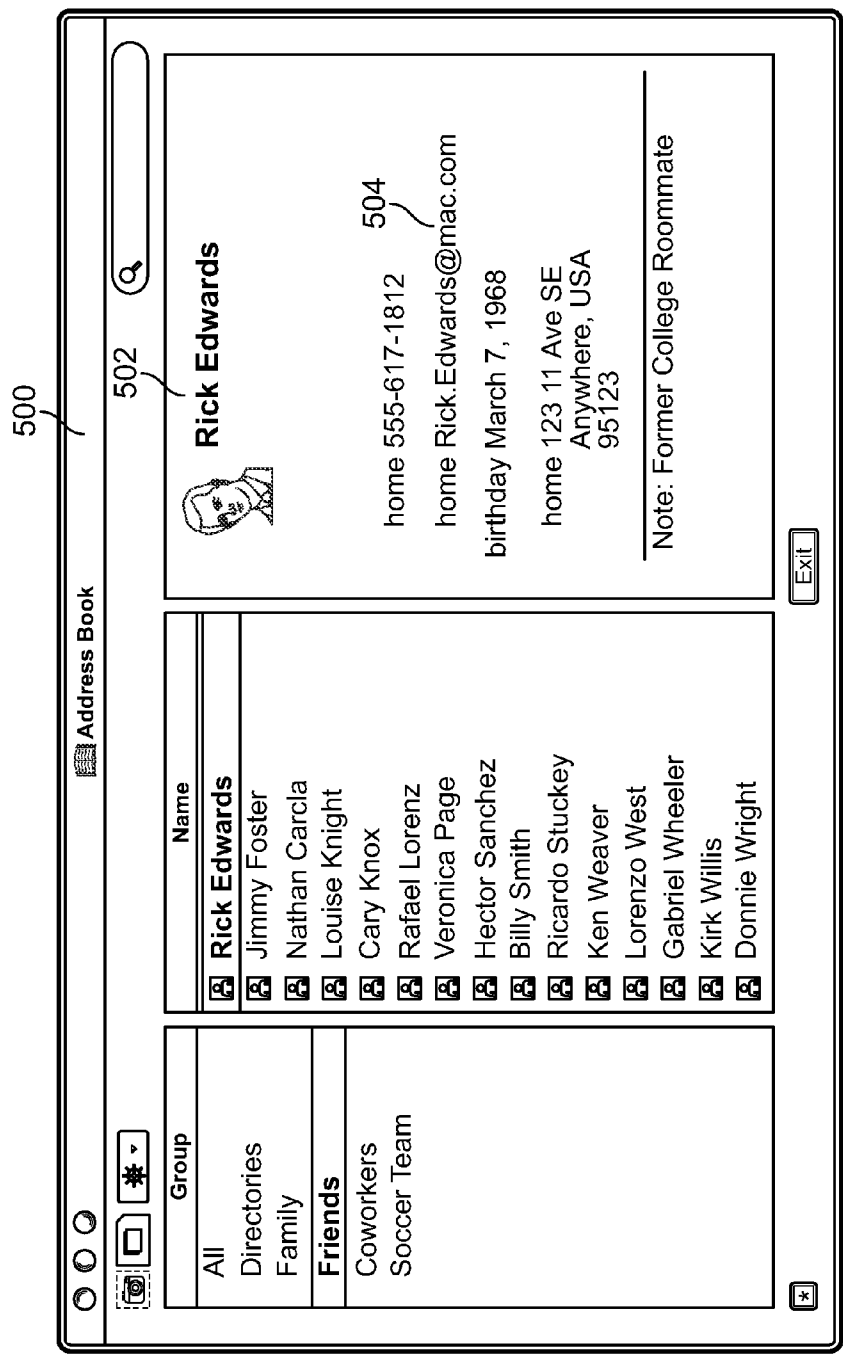 500
Address Book
Group
All
Directories
Family
Friends
Coworkers
Soccer Team
Name
Rick Edwards
Jimmy Foster
Nathan Carcla
Louise Knight
Cary Knox
Rafael Lorenz
Veronica Page
Hector Sanchez
Billy Smith
Ricardo Stuckey
Ken Weaver
Lorenzo West
Gabriel Wheeler
Kirk Willis
Donnie Wright
502
Rick Edwards
504
home 555-617-1812
home Rick.Edwards@mac.com
birthday March 7, 1968
home 123 11 Ave SE
Anywhere, USA
95123
Note: Former College Roommate
*
Exit